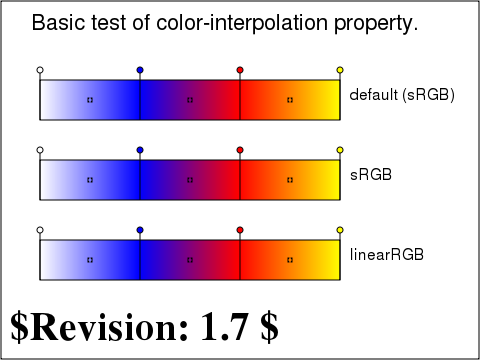 Basic test of color-interpolation property.
default (sRGB)
sRGB
linearRGB
$Revision: 1.7 $